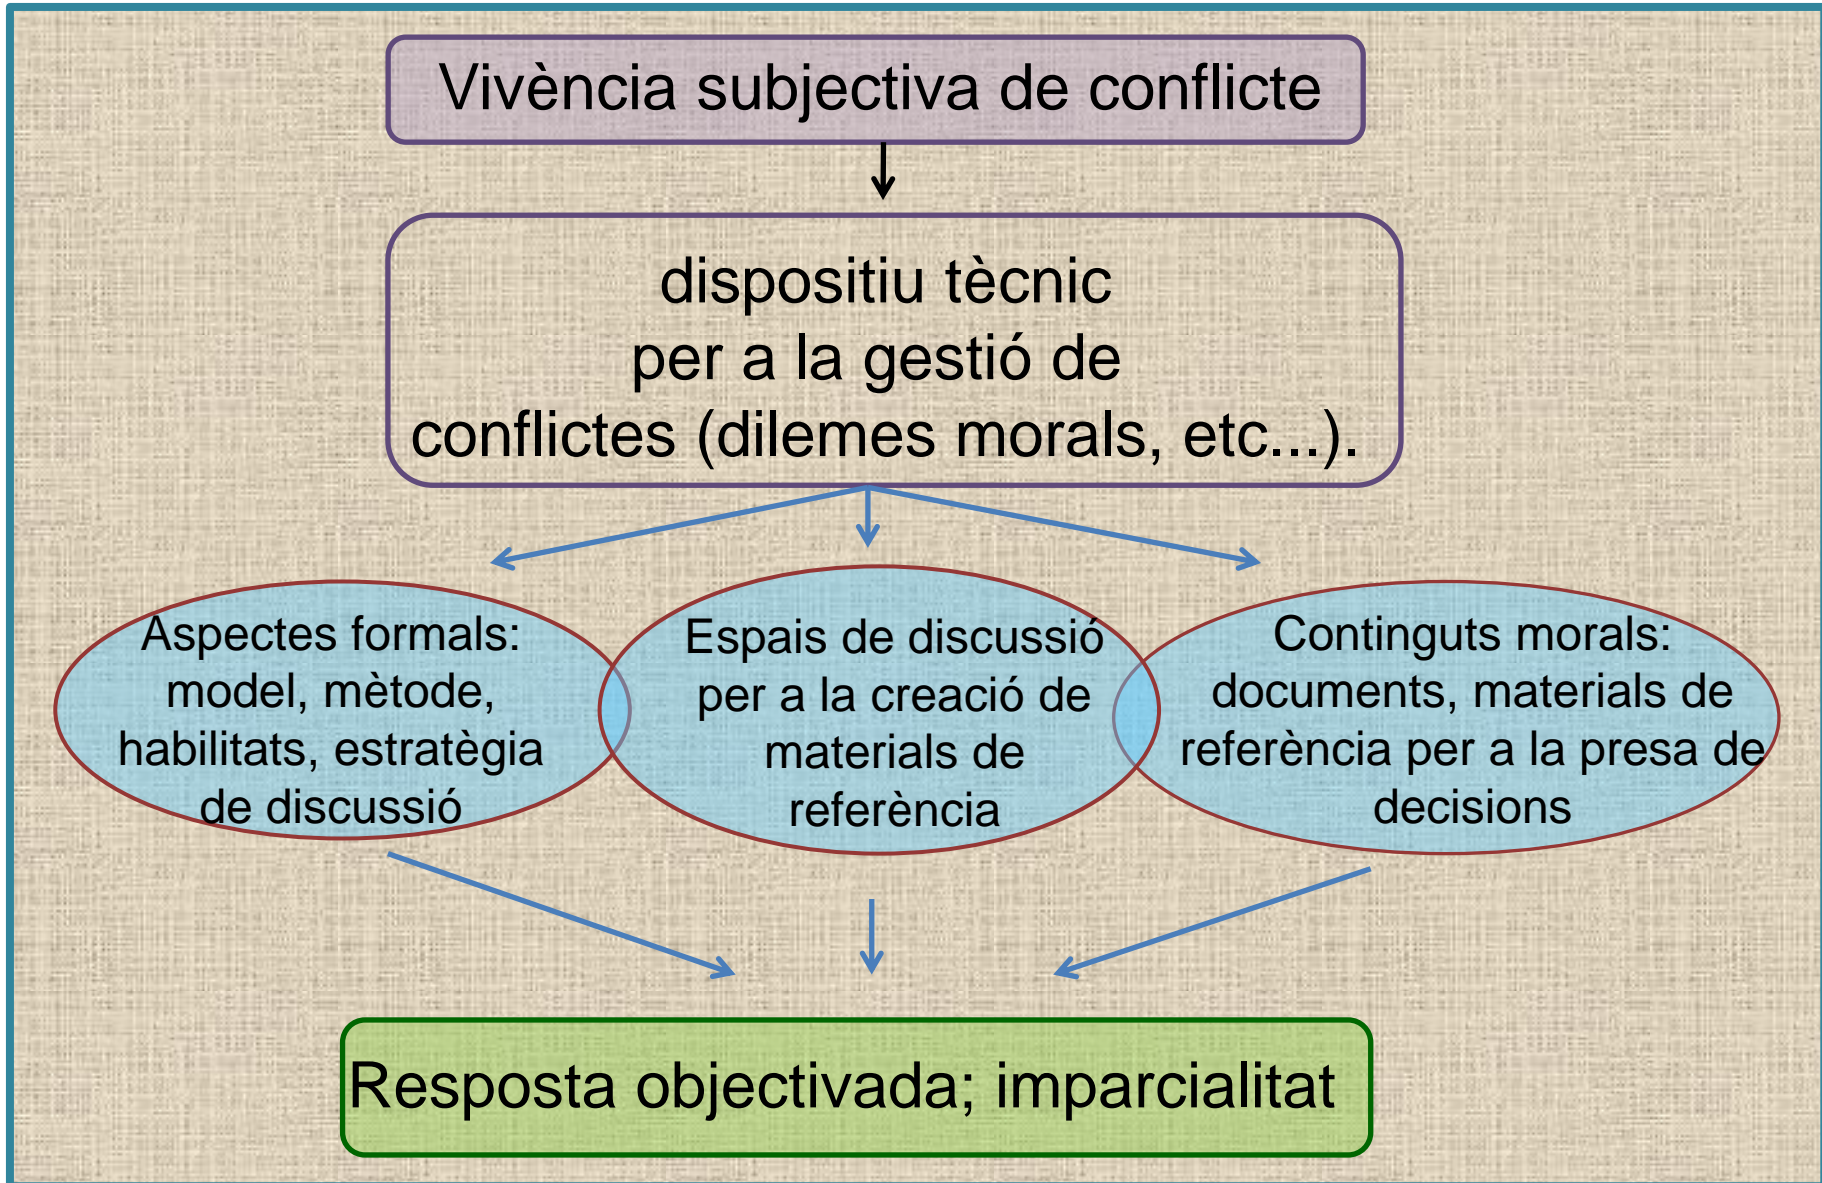 Vivència subjectiva de conflicte
dispositiu tècnic
per a la gestió de
conflictes (dilemes morals, etc...).
Aspectes formals:
model, mètode,
habilitats, estratègia
de discussió
Espais de discussió
per a la creació de
materials de
referència
Continguts morals:
documents, materials de
referència per a la presa de
decisions
Resposta objectivada; imparcialitat